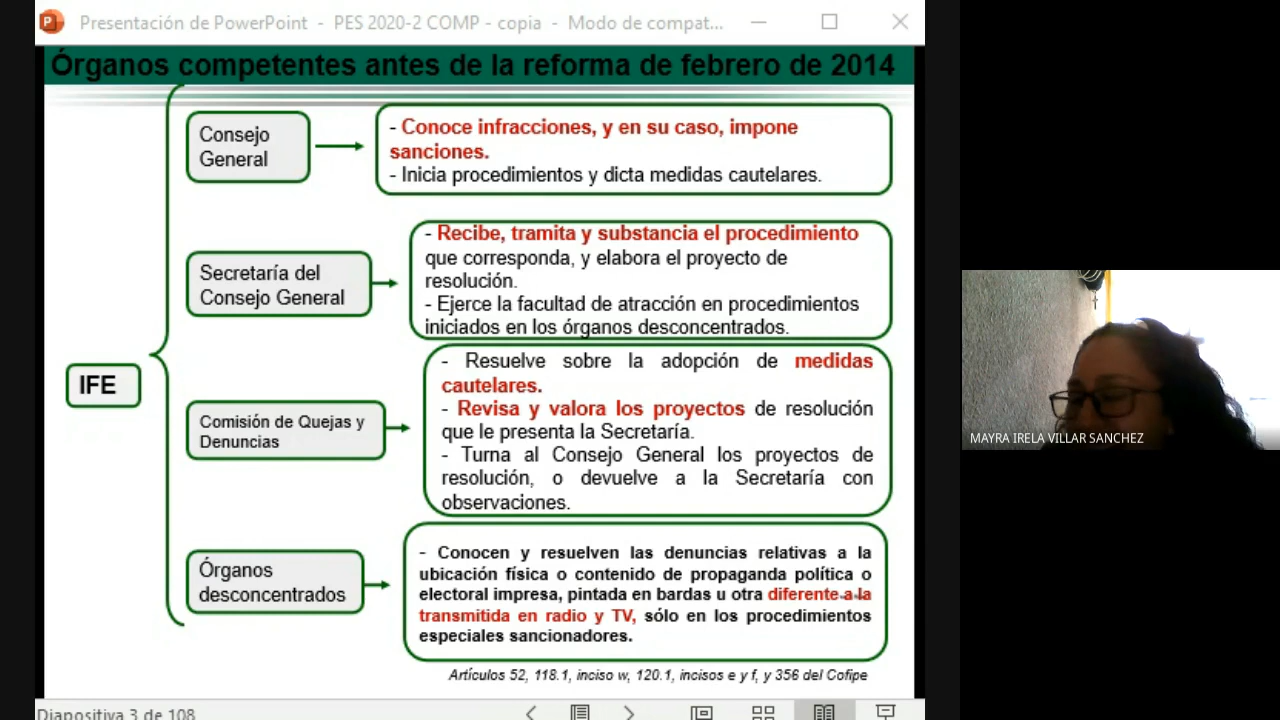 Presentación de PowerPoint - PES 2020-2 COMP - copia - Modo de compat...
Órganos competentes antes de la reforma de febrero de 2014
IFE
Consejo
General
- Conoce infracciones, y en su caso, impone
sanciones.
- Inicia procedimientos y dicta medidas cautelares.
Secretaría del
Consejo General
- Recibe, tramita y substancia el procedimiento
que corresponda, y elabora el proyecto de
resolución.
- Ejerce la facultad de atracción en procedimientos
iniciados en los órganos desconcentrados.
Comisión de Quejas y
Denuncias
- Resuelve sobre la adopción de medidas
cautelares.
- Revisa y valora los proyectos de resolución
que le presenta la Secretaría.
- Turna al Consejo General los proyectos de
resolución, o devuelve a la Secretaría con
observaciones.
Órganos
desconcentrados
- Conocen y resuelven las denuncias relativas a la
ubicación física o contenido de propaganda política o
electoral impresa, pintada en bardas u otra diferente a la
transmitida en radio y TV, sólo en los procedimientos
especiales sancionadores.
Artículos 52, 118.1, inciso w, 120.1, incisos e y f, y 356 del Cofipe
Diapositiva 3 de 108
MAYRA IRELA VILLAR SANCHEZ